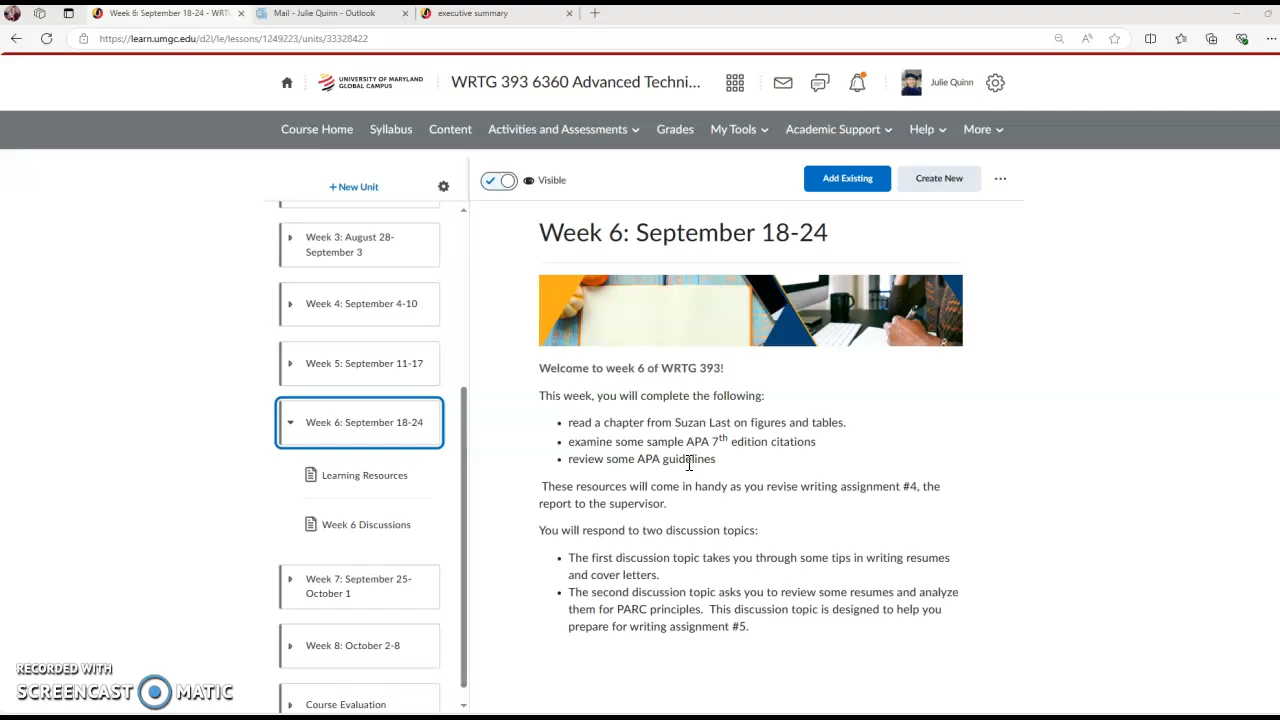 Week 6: September 18-24 - WRTG
Mail - Julie Quinn - Outlook
executive summary
https://learn.umgc.edu/d2l/le/lessons/1249223/units/33328422
UNIVERSITY OF MARYLAND
GLOBAL CAMPUS
WRTG 393 6360 Advanced Techni...
Julie Quinn
Course Home Syllabus Content Activities and Assessments Grades My Tools Academic Support Help More
+ New Unit
Visible
Add Existing
Create New
Week 3: August 28-
September 3
Week 4: September 4-10
Week 5: September 11-17
Week 6: September 18-24
Learning Resources
Week 6 Discussions
Week 7: September 25-
October 1
Week 8: October 2-8
Course Evaluation
Week 6: September 18-24
Welcome to week 6 of WRTG 393!
This week, you will complete the following:
• read a chapter from Suzan Last on figures and tables.
• examine some sample APA 7th edition citations
• review some APA guidelines
These resources will come in handy as you revise writing assignment #4, the
report to the supervisor.
You will respond to two discussion topics:
• The first discussion topic takes you through some tips in writing resumes
and cover letters.
• The second discussion topic asks you to review some resumes and analyze
them for PARC principles. This discussion topic is designed to help you
prepare for writing assignment #5.
RECORDED WITH
SCREENCAST MATIC